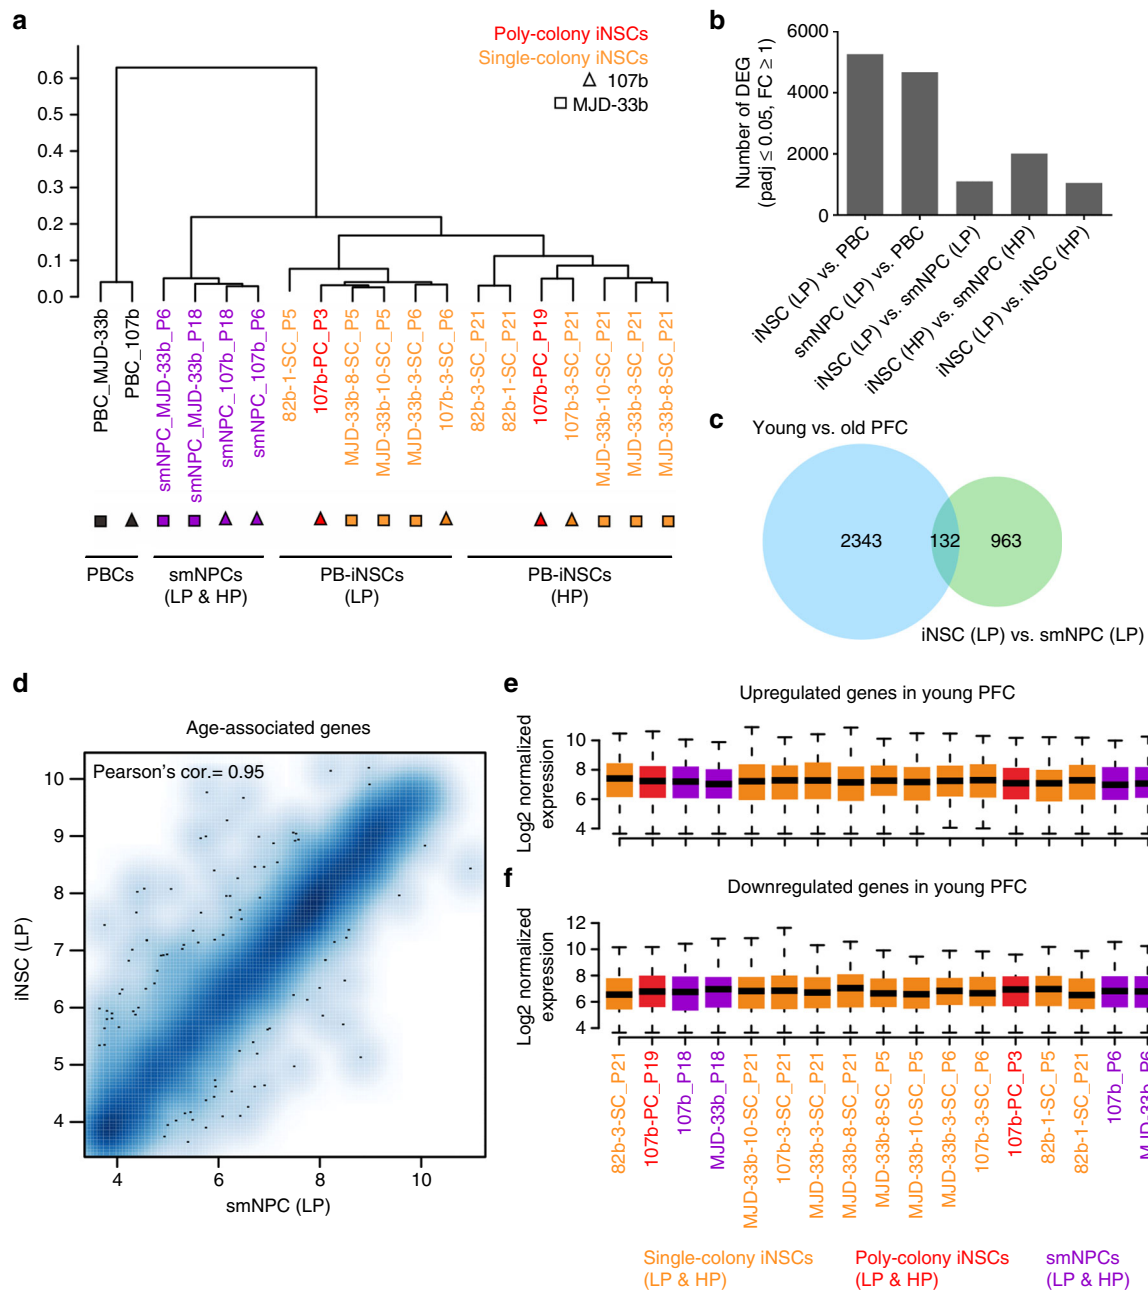 a
Poly-colony iNSCs
Single-colony iNSCs
107b
MJD-33b
0.6
0.5
0.4
0.3
0.2
0.1
0.0
PBC_MJD-33b
PBC_107b
smNPC_MJD-33b_P6
smNPC_MJD-33b_P18
smNPC_107b_P18
smNPC_107b_P6
82b-1-SC_P5
107b-PC_P3
MJD-33b-8-SC_P5
MJD-33b-10-SC_P5
MJD-33b-3-SC_P6
107b-3-SC_P6
82b-3-SC_P21
82b-1-SC_P21
107b-PC_P19
107b-3-SC_P21
MJD-33b-10-SC_P21
MJD-33b-3-SC_P21
MJD-33b-8-SC_P21
PBCs
smNPCs
(LP & HP)
PB-iNSCs
(LP)
PB-iNSCs
(HP)
b
Number of DEG
(padj ≤ 0.05, FC ≥ 1)
6000
4000
2000
0
iNSC (LP) vs. PBC
smNPC (LP) vs. PBC
iNSC (LP) vs. smNPC (LP)
iNSC (HP) vs. smNPC (HP)
iNSC (LP) vs. iNSC (HP)
c
Young vs. old PFC
2343
132
963
iNSC (LP) vs. smNPC (LP)
d
Age-associated genes
Pearson's cor.= 0.95
iNSC (LP)
10
9
8
7
6
5
4
4
6
8
10
smNPC (LP)
e
Upregulated genes in young PFC
Log2 normalized
expression
10
8
6
4
f
Downregulated genes in young PFC
Log2 normalized
expression
12
10
8
6
4
82b-3-SC_P21
107b-PC_P19
107b_P18
MJD-33b_P18
MJD-33b-10-SC_P21
107b-3-SC_P21
MJD-33b-3-SC_P21
MJD-33b-8-SC_P21
MJD-33b-8-SC_P5
MJD-33b-10-SC_P5
MJD-33b-3-SC_P6
107b-3-SC_P6
107b-PC_P3
82b-1-SC_P5
82b-1-SC_P21
107b_P6
MJD-33b_P6
Single-colony iNSCs
(LP & HP)
Poly-colony iNSCs
(LP & HP)
smNPCs
(LP & HP)